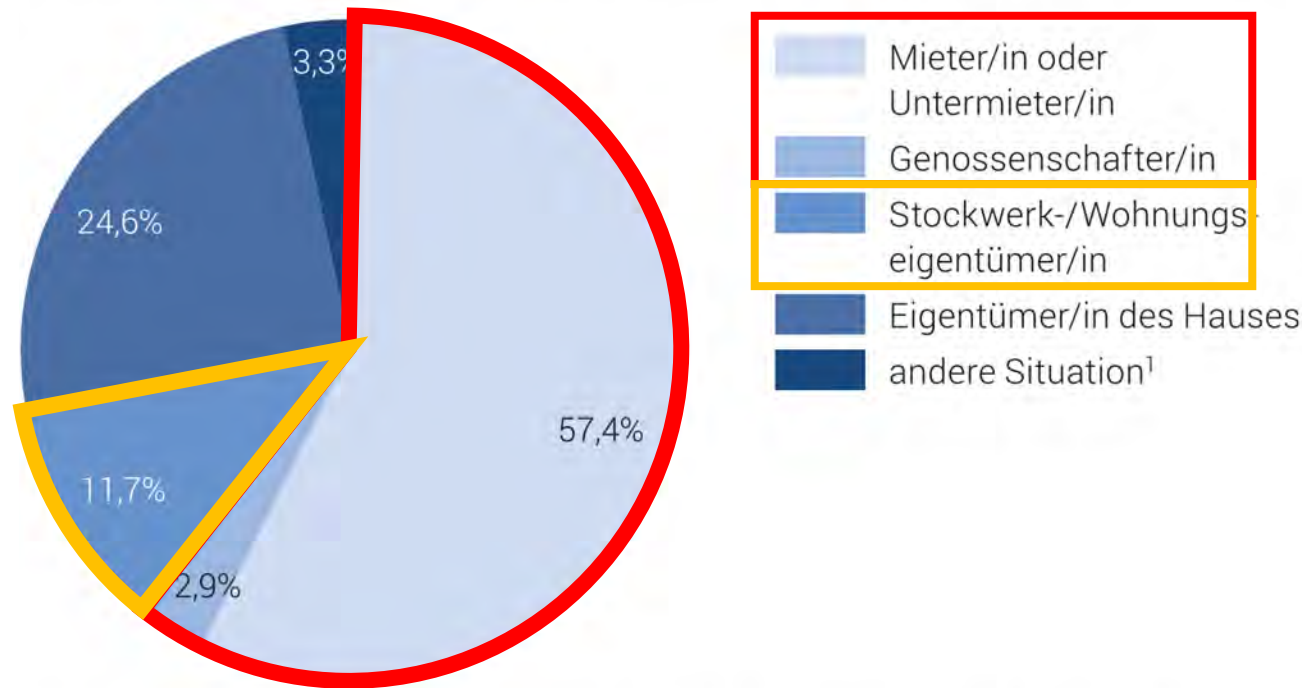 3,3%
24,6%
57,4%
11,7%
2,9%
Mieter/in oder
Untermieter/in
Genossenschafter/in
Stockwerk-/Wohnungs-
eigentümer/in
Eigentümer/in des Hauses
andere Situation¹